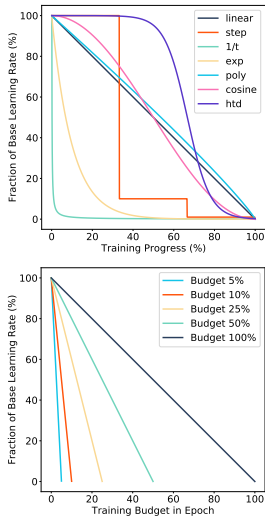 Fraction of Base Learning Rate (%)
100
80
60
40
20
0
linear
step
1/t
exp
poly
cosine
htd
0 20 40 60 80 100
Training Progress (%)
Fraction of Base Learning Rate (%)
100
80
60
40
20
0
Budget 5%
Budget 10%
Budget 25%
Budget 50%
Budget 100%
0 20 40 60 80 100
Training Budget in Epoch